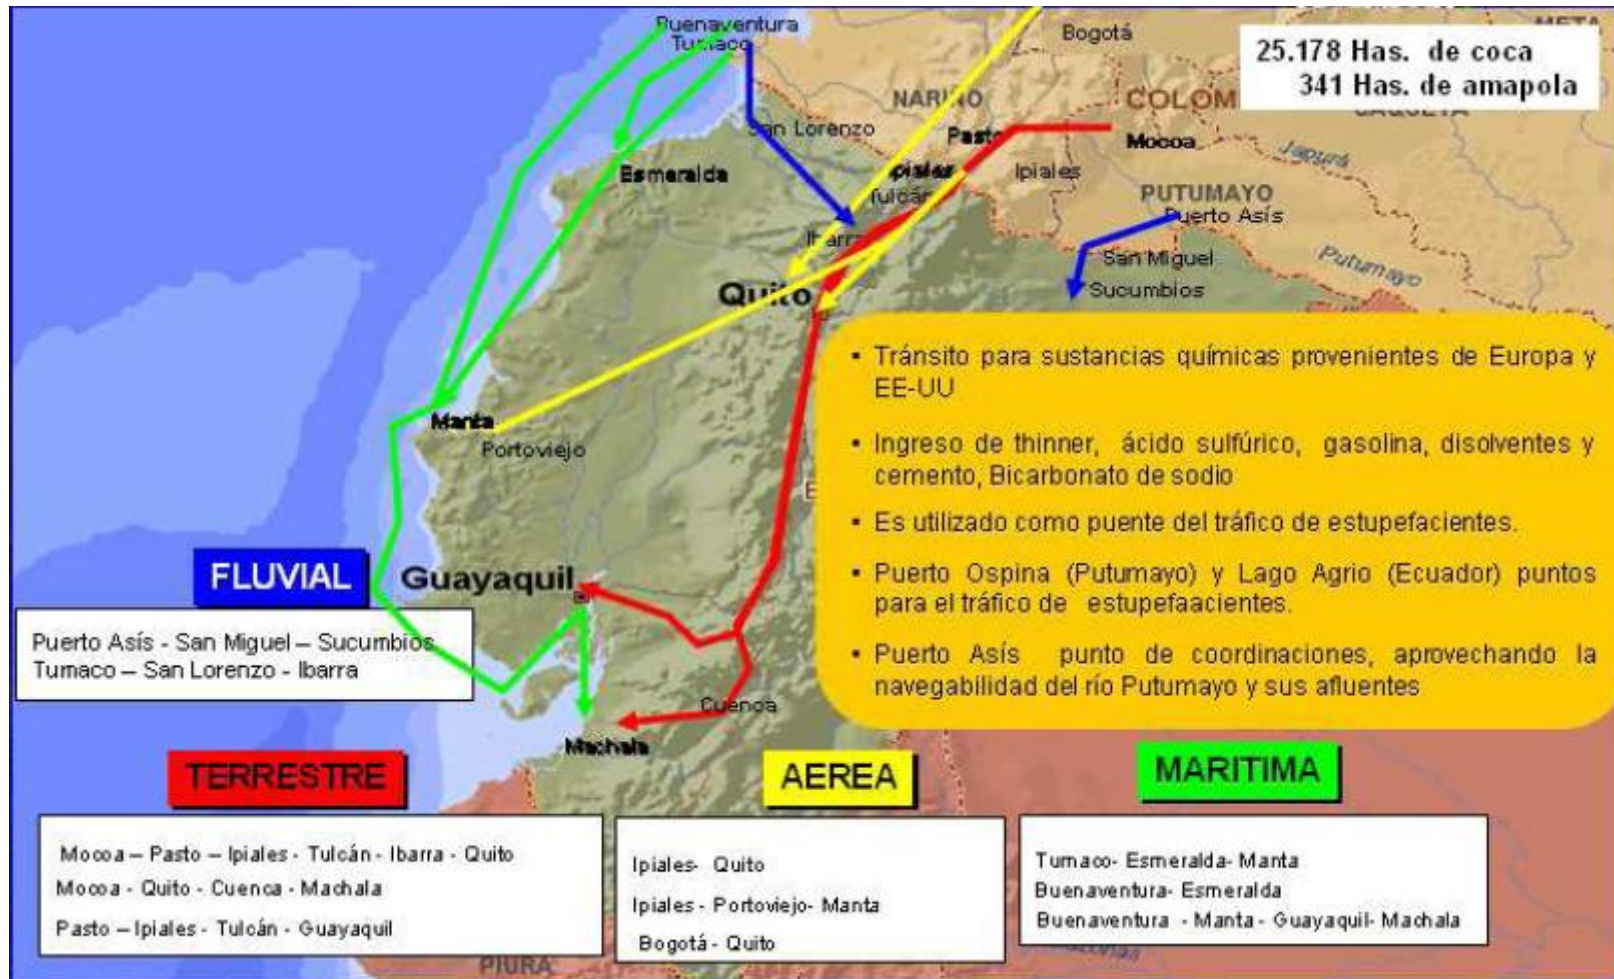 Buenaventura
Tumaco
Bogotá
META
25.178 Has. de coca
341 Has. de amapola
NARIÑO
COLOM
CAQUETA
San Lorenzo
Pasto
Mocoa
Japurá
Esmeralda
Ipiales
Ipiales
Tulcán
PUTUMAYO
Puerto Asís
Ibarra
San Miguel
Putumayo
Quito
Sucumbios
▪ Tránsito para sustancias químicas provenientes de Europa y
EE-UU
▪ Ingreso de thinner, ácido sulfúrico, gasolina, disolventes y
cemento, Bicarbonato de sodio
▪ Es utilizado como puente del tráfico de estupefacientes.
▪ Puerto Ospina (Putumayo) y Lago Agrio (Ecuador) puntos
para el tráfico de estupefaacientes.
▪ Puerto Asís punto de coordinaciones, aprovechando la
navegabilidad del río Putumayo y sus afluentes
Manta
Portoviejo
E
FLUVIAL
Guayaquil
Puerto Asís - San Miguel – Sucumbios
Tumaco – San Lorenzo - Ibarra
Cuenca
Machala
TERRESTRE
Mocoa – Pasto – Ipiales - Tulcán - Ibarra - Quito
Mocoa - Quito - Cuenca - Machala
Pasto – Ipiales - Tulcán - Guayaquil
AEREA
Ipiales- Quito
Ipiales - Portoviejo- Manta
Bogotá - Quito
MARITIMA
Tumaco- Esmeralda- Manta
Buenaventura- Esmeralda
Buenaventura - Manta - Guayaquil- Machala
PIURA